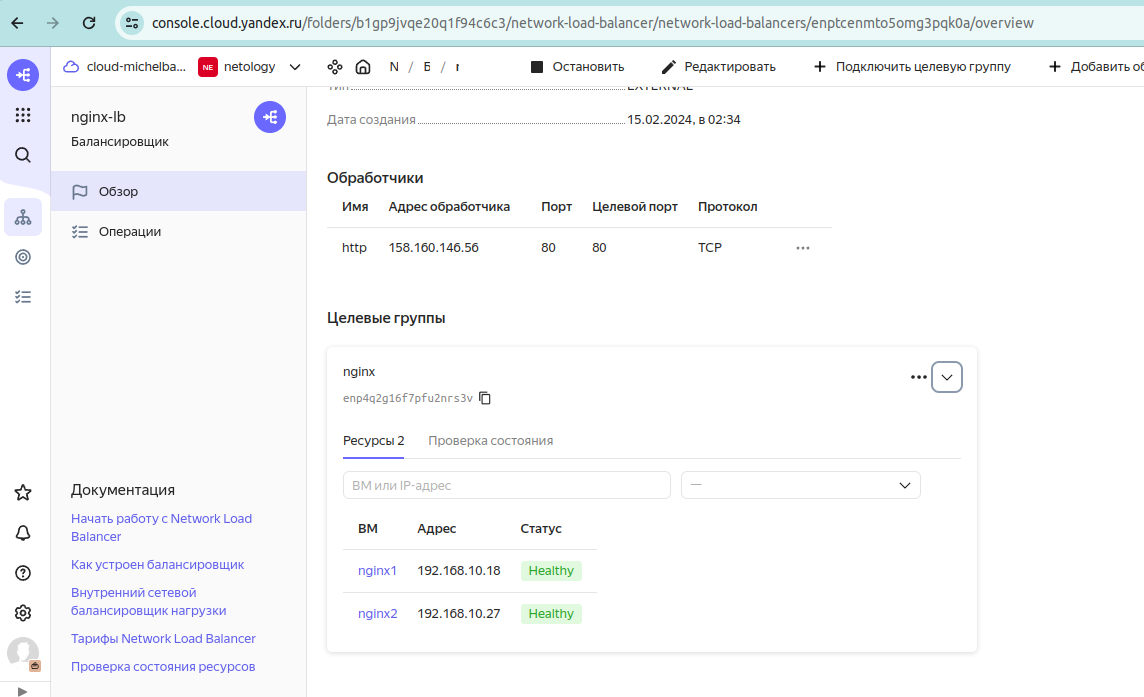 console.cloud.yandex.ru/folders/b1gp9jvqe20q1f94c6c3/network-load-balancer/network-load-balancers/enptcenmto5omg3pqk0a/overview
cloud-michelba... NE netology N / B / Остановить Редактировать + Подключить целевую группу + Добавить об
nginx-lb
Балансировщик
Обзор
Операции
Документация
Начать работу с Network Load
Balancer
Как устроен балансировщик
Внутренний сетевой
балансировщик нагрузки
Тарифы Network Load Balancer
Проверка состояния ресурсов
Тип EXTERNAL
Дата создания 15.02.2024, в 02:34
Обработчики
Имя Адрес обработчика Порт Целевой порт Протокол
http 158.160.146.56 80 80 TCP
Целевые группы
nginx
enp4q2g16f7pfu2nrs3v
Ресурсы 2 Проверка состояния
ВМ или IP-адрес —
ВМ Адрес Статус
nginx1 192.168.10.18 Healthy
nginx2 192.168.10.27 Healthy